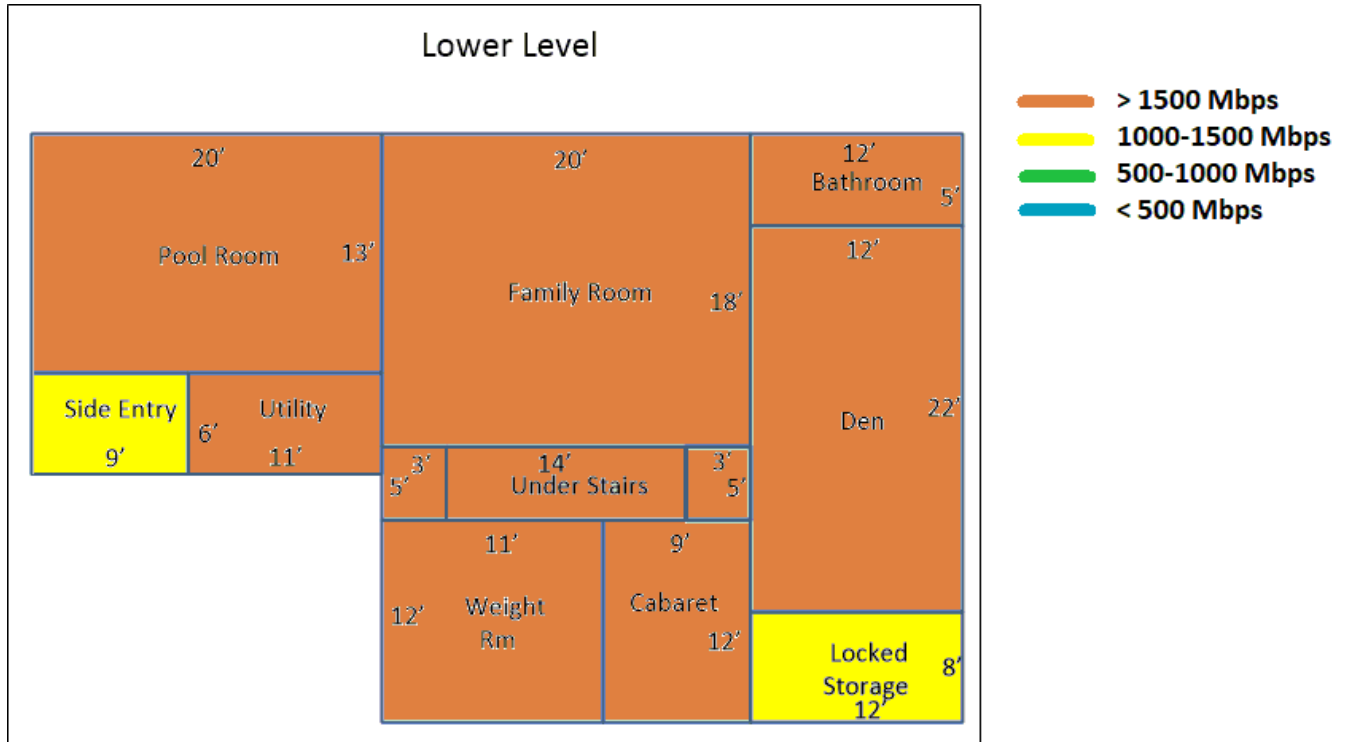 Lower Level
> 1500 Mbps
1000-1500 Mbps
500-1000 Mbps
< 500 Mbps
20’
Pool Room
13’
20’
Family Room
18’
12’
Bathroom
5’
12’
22’
Den
Side Entry
9’
Utility
6’
11’
3’
5’
14’
Under Stairs
3’
5’
11’
12’
Weight
Rm
9’
Cabaret
12’
Locked
Storage
8’
12’